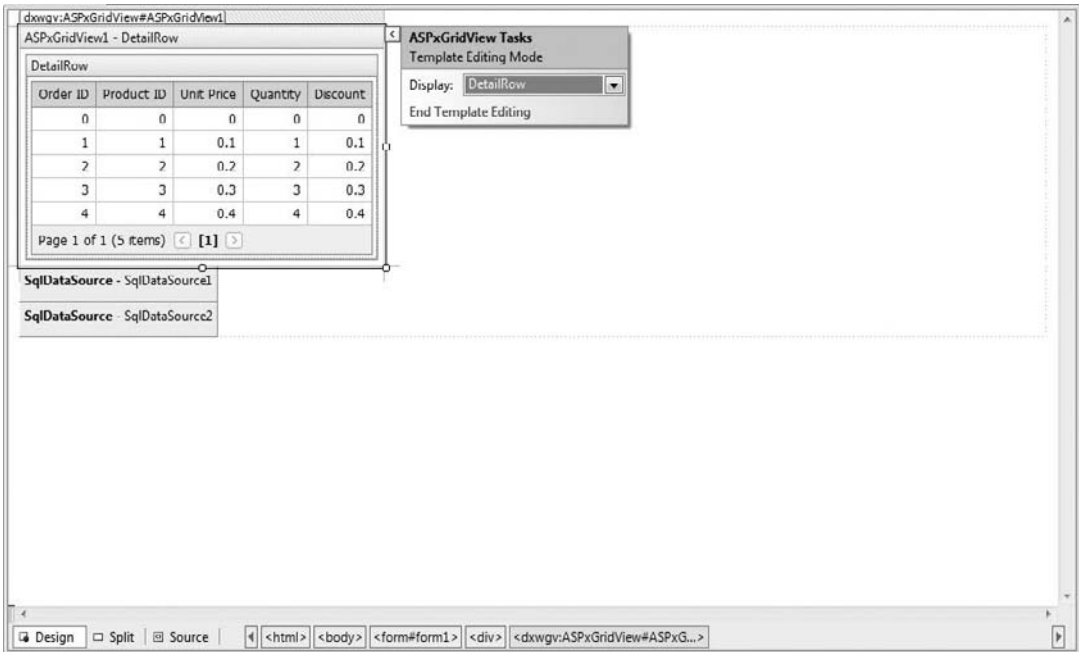 dxwgv:ASPxGridView#ASPxGridView1
ASPxGridView1 - DetailRow
DetailRow
Order ID Product ID Unit Price Quantity Discount
0 0 0 0 0
1 1 0.1 1 0.1
2 2 0.2 2 0.2
3 3 0.3 3 0.3
4 4 0.4 4 0.4
Page 1 of 1 (5 items) < [1] >
SqlDataSource - SqlDataSource1
SqlDataSource - SqlDataSource2
ASPxGridView Tasks
Template Editing Mode
Display: DetailRow
End Template Editing
Design Split Source <html> <body> <form#form1> <div> <dxwgv:ASPxGridView#ASPxG...>